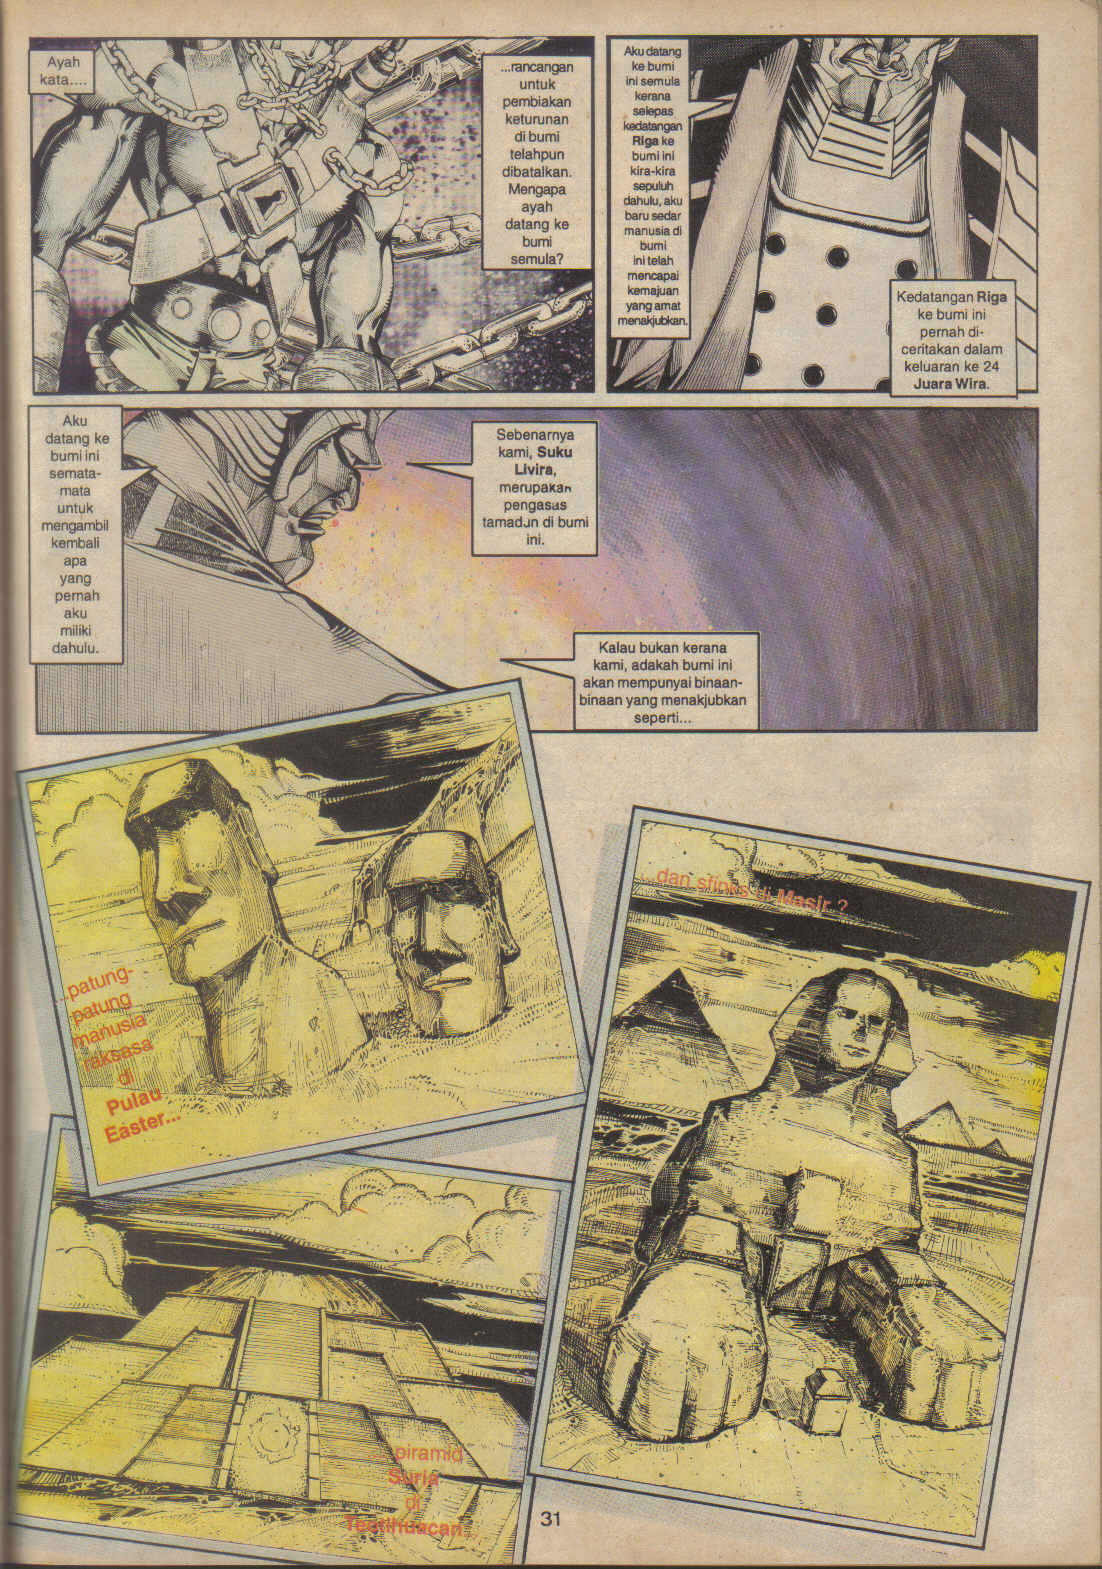 Ayah
kata....
...rancangan
untuk
pembiakan
keturunan
di bumi
telahpun
dibatalkan.
Mengapa
ayah
datang ke
bumi
semula?
Aku datang
ke bumi
ini semula
kerana
selepas
kedatangan
Riga ke
bumi ini
kira-kira
sepuluh
dahulu, aku
baru sedar
manusia di
bumi
ini telah
mencapai
kemajuan
yang amat
menakjubkan.
Kedatangan Riga
ke bumi ini
pernah di-
ceritakan dalam
keluaran ke 24
Juara Wira.
Aku
datang ke
bumi ini
semata-
mata
untuk
mengambil
kembali
apa
yang
pernah
aku
miliki
dahulu.
Sebenarnya
kami, Suku
Livira,
merupakan
pengasas
tamadun di bumi
ini.
Kalau bukan kerana
kami, adakah bumi ini
akan mempunyai binaan-
binaan yang menakjubkan
seperti...
...patung-
patung
manusia
raksasa
di
Pulau
Easter...
piramid
Suria
di
Teotihuacan...
...dan sfinks di Masir ?
31